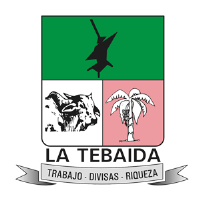 LA TEBAIDA
TRABAJO · DIVISAS · RIQUEZA